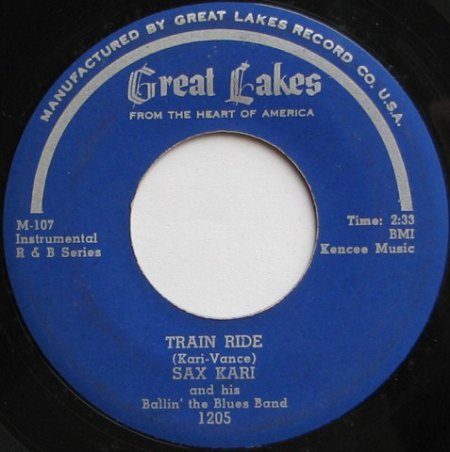 MANUFACTURED BY GREAT LAKES RECORD CO. U.S.A.
Great Lakes
FROM THE HEART OF AMERICA
M-107
Instrumental
R & B Series
Time: 2:33
BMI
Kencee Music
TRAIN RIDE
(Kari-Vance)
SAX KARI
and his
Ballin' the Blues Band
1205